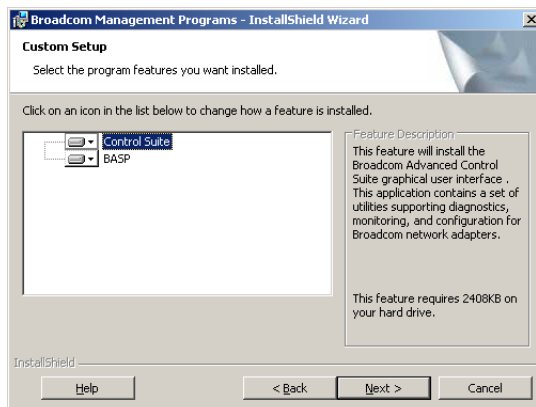 Broadcom Management Programs - InstallShield Wizard
Custom Setup
Select the program features you want installed.
Click on an icon in the list below to change how a feature is installed.
Control Suite
BASP
Feature Description
This feature will install the
Broadcom Advanced Control
Suite graphical user interface .
This application contains a set of
utilities supporting diagnostics,
monitoring, and configuration for
Broadcom network adapters.
This feature requires 2408KB on
your hard drive.
InstallShield
Help
< Back
Next >
Cancel